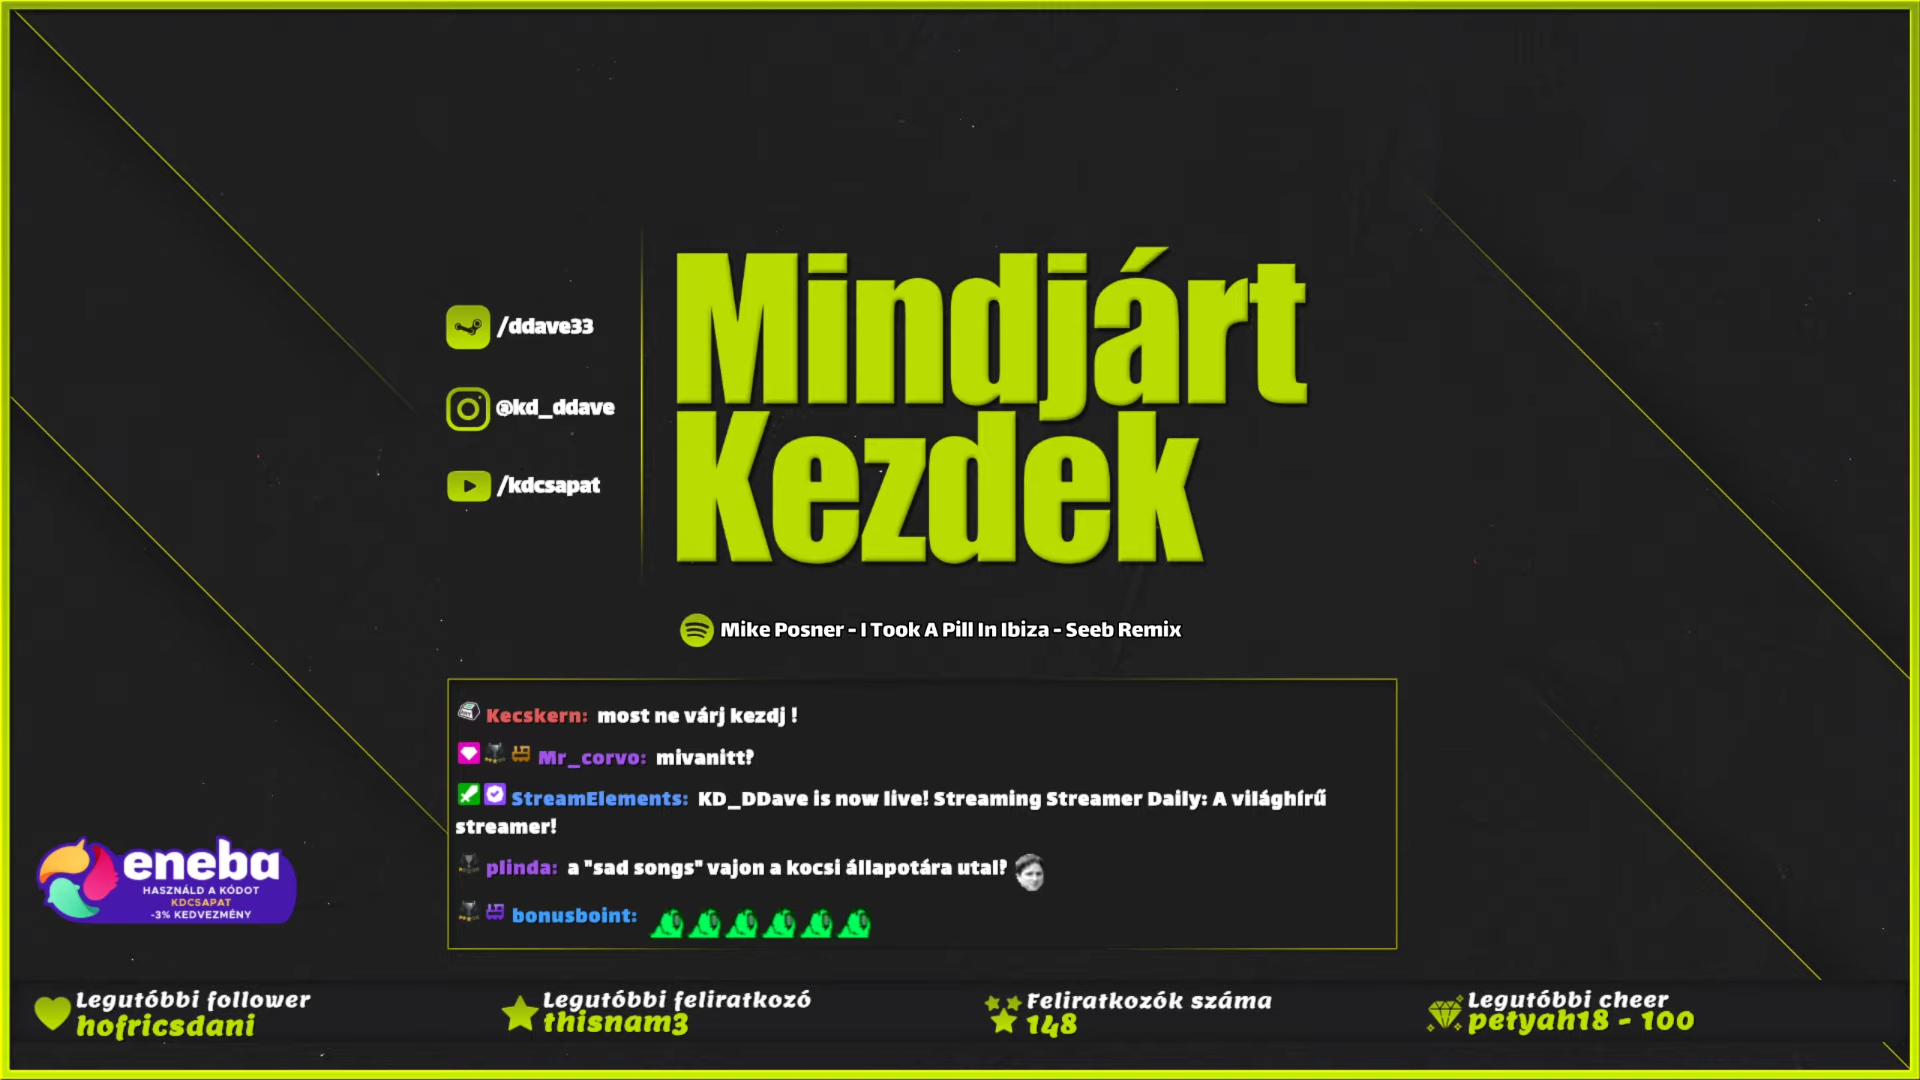 Mindjárt
Kezdek
/ddave33
@kd_ddave
/kdcsapat
Mike Posner - I Took A Pill In Ibiza - Seeb Remix
Kecskern: most ne várj kezdj !
Mr_corvo: mivanitt?
StreamElements: KD_DDave is now live! Streaming Streamer Daily: A világhírű
streamer!
plinda: a "sad songs" vajon a kocsi állapotára utal?
bonusboint:
eneba
HASZNÁLD A KÓDOT
KDCSAPAT
-3% KEDVEZMÉNY
Legutóbbi follower
hofricsdani
Legutóbbi feliratkozó
thisnam3
Feliratkozók száma
148
Legutóbbi cheer
petyah18 - 100